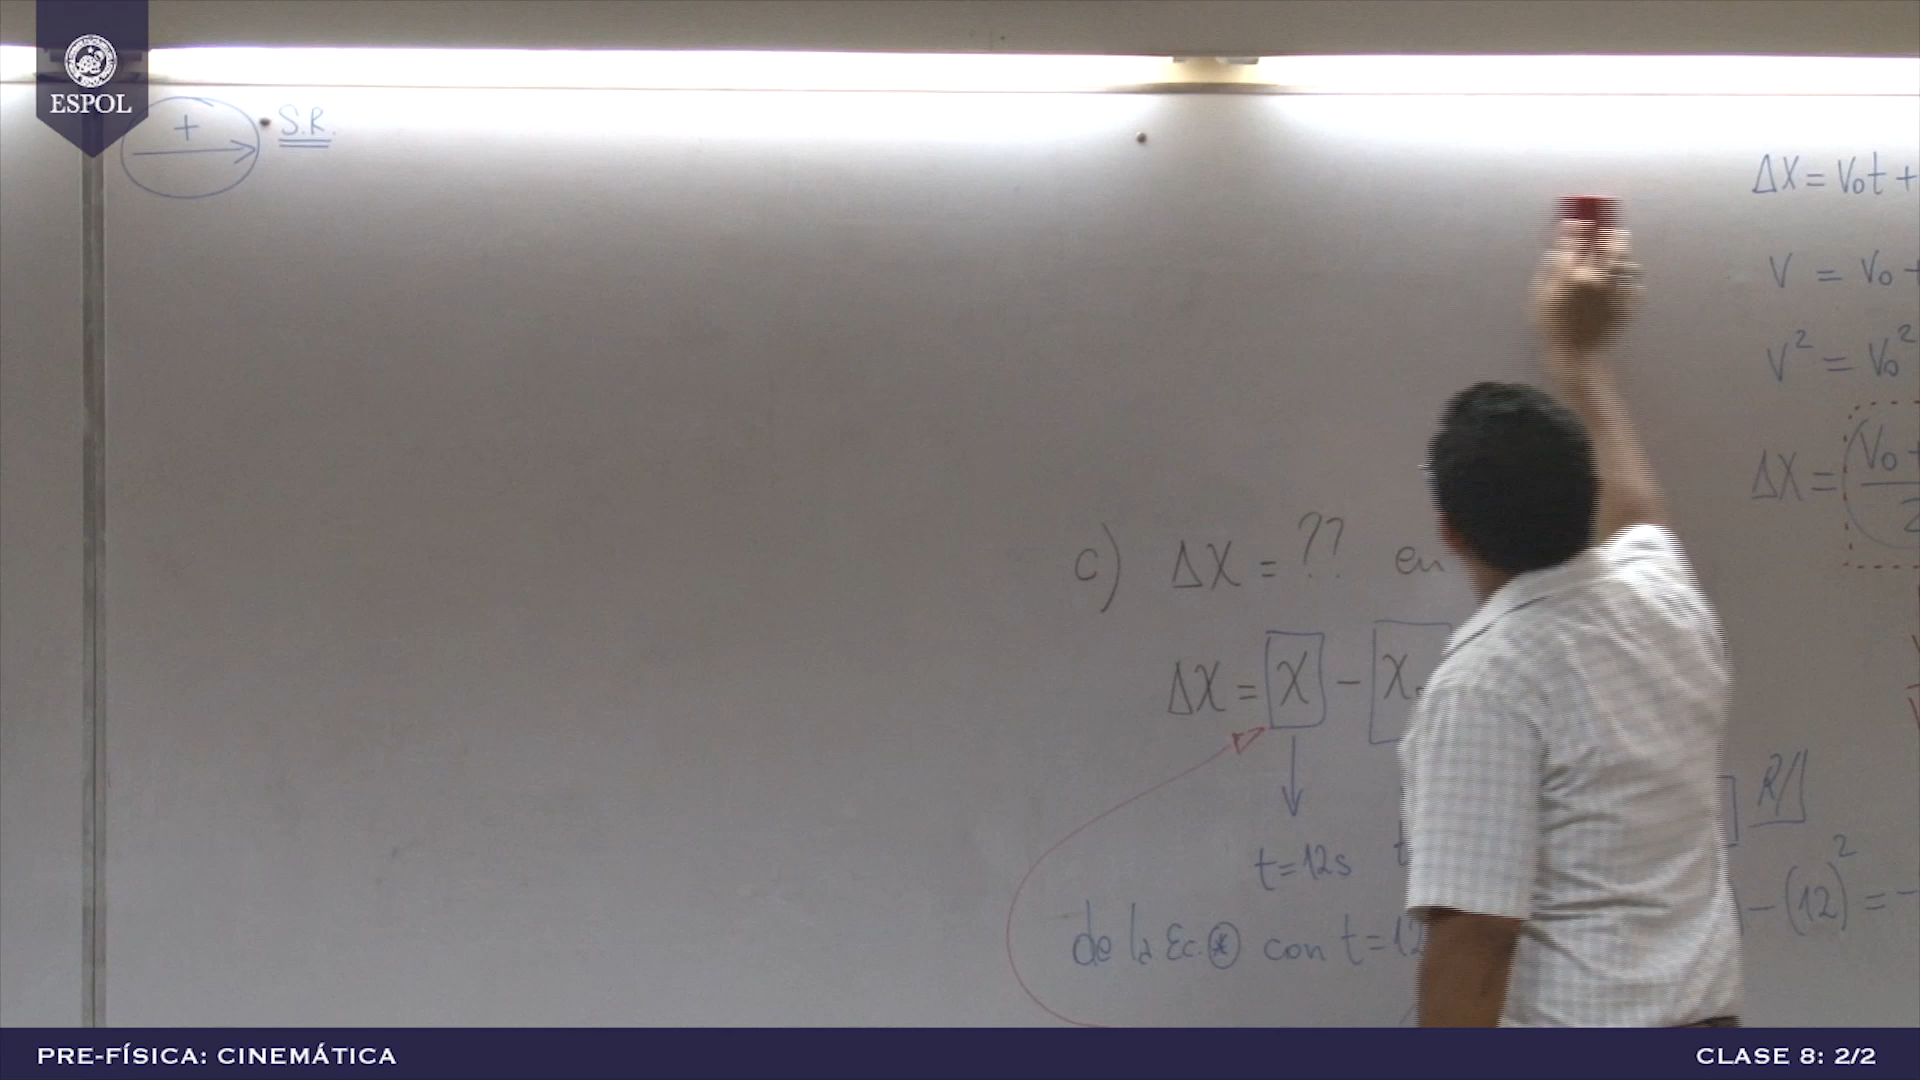 ESPOL
+
S.R.
ΔX = V₀t +
V = V₀ +
V² = V₀²
ΔX = V₀ +
2
c) ΔX = ?? en
ΔX = X - X
R//
t=12s
t
de la Ec. ⊛ con t=12
-(12)² = -
PRE-FÍSICA: CINEMÁTICA
CLASE 8: 2/2